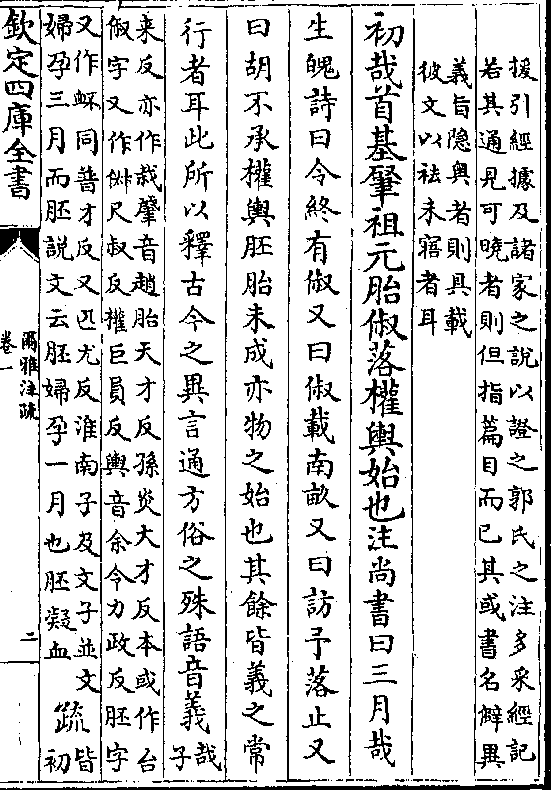 援引經據及諸家之說以證之郭氏之注多采經記
若其通見可曉者則但指篇目而已其或書名僻異
義旨隱奥者則具載
彼文以祛未寤者耳
初哉首基肇祖元胎俶落權輿始也注尚書曰三月哉
生魄詩曰令終有俶又曰俶載南畝又曰訪予落止又
曰胡不承權輿胚胎未成亦物之始也其餘皆義之常
行者耳此所以釋古今之異言通方俗之殊語音義
哉子
来反亦作栽肇音趙胎天才反孫炎大才反本或作台
俶字又作㑐尺叔反權巨員反輿音余令力政反胚字
又作衃同普才反又匹尤反淮南子及文子並文
婦孕三月而胚說文云胚婦孕一月也胚凝血
疏
皆
初
欽定四庫全書
爾雅注疏
卷一
二